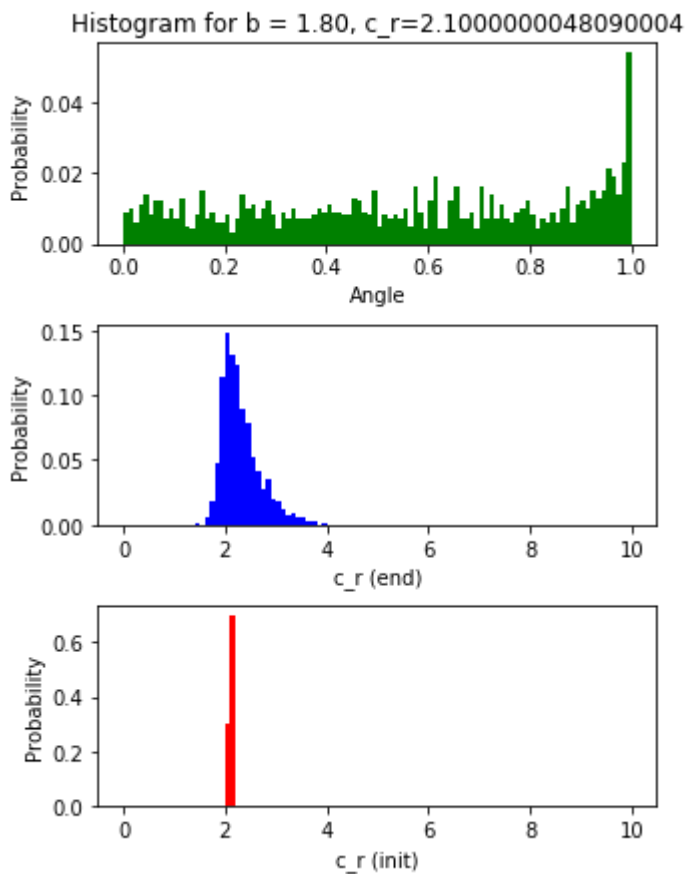 Histogram for b = 1.80, c_r=2.1000000048090004
Probability
0.04
0.02
0.00
0.0 0.2 0.4 0.6 0.8 1.0
Angle
Probability
0.15
0.10
0.05
0.00
0 2 4 6 8 10
c_r (end)
Probability
0.6
0.4
0.2
0.0
0 2 4 6 8 10
c_r (init)